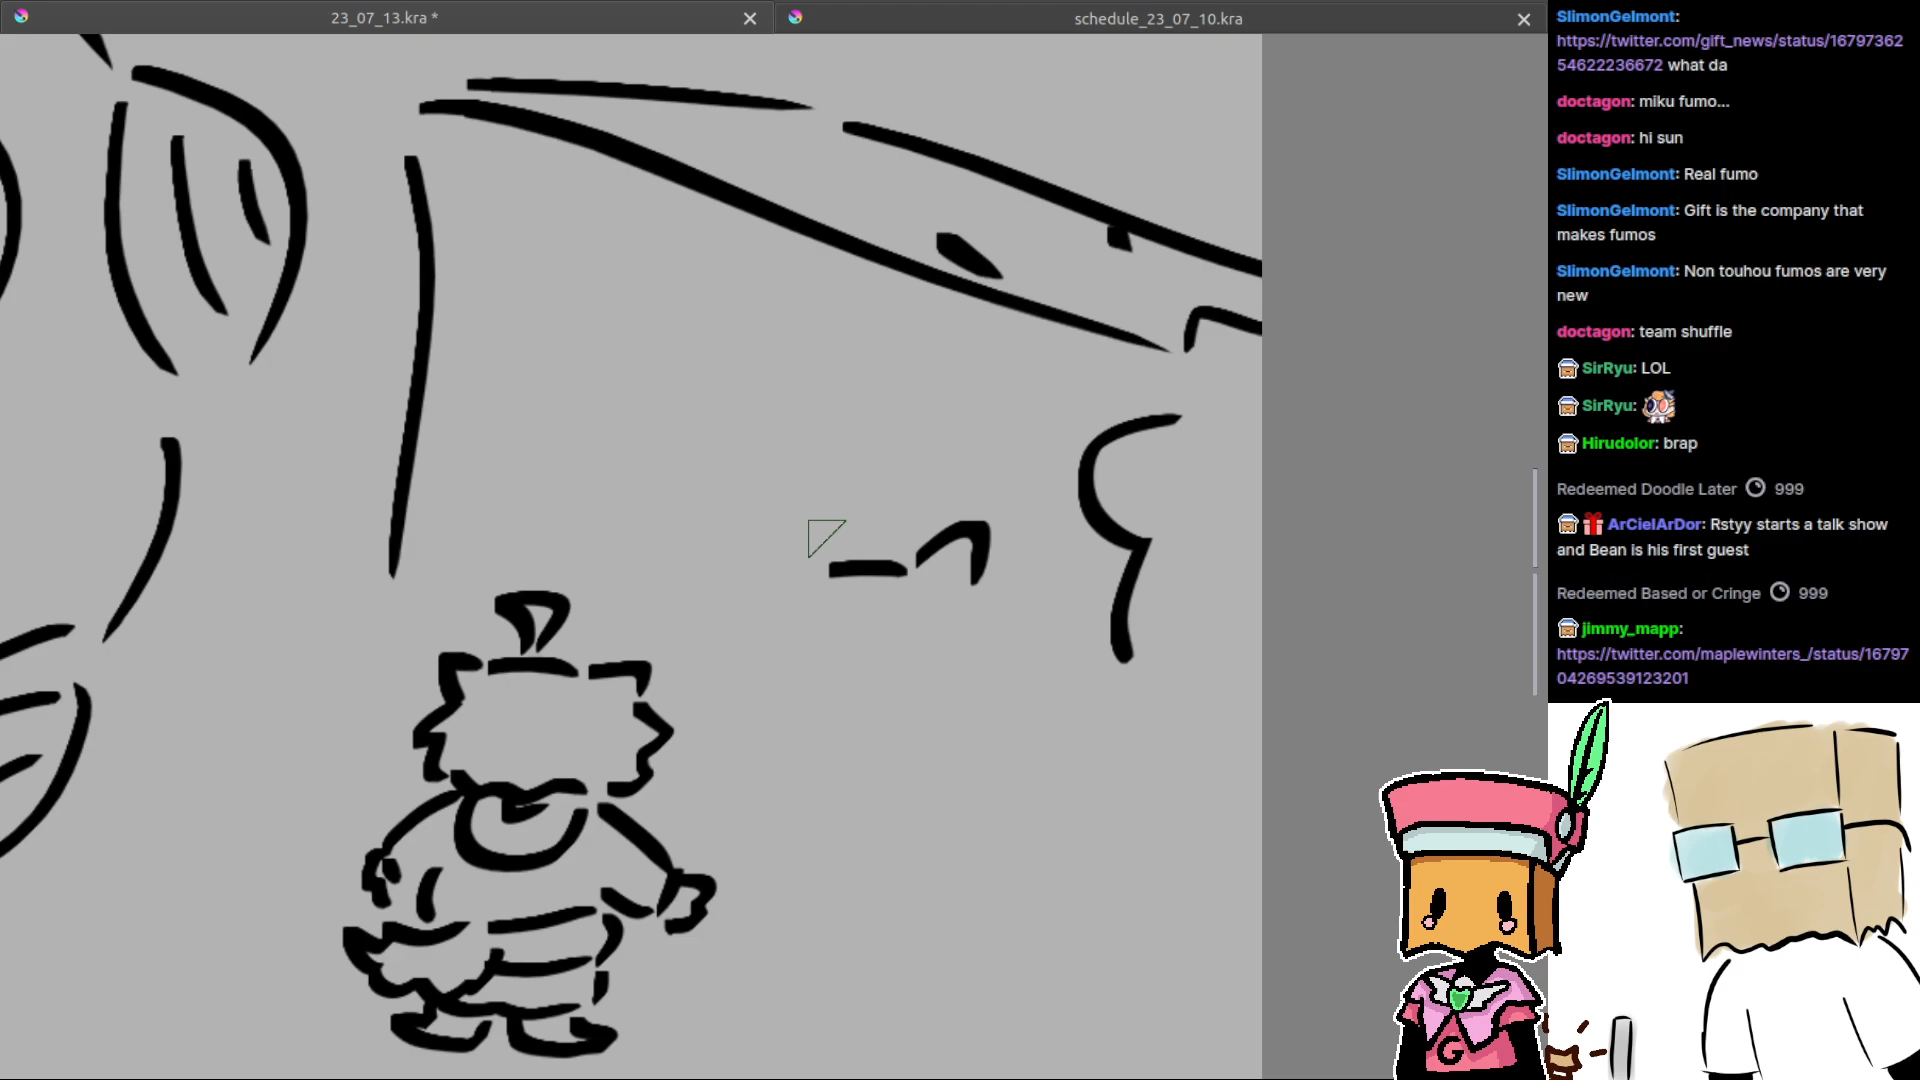 23_07_13.kra *
schedule_23_07_10.kra
SlimonGelmont:
https://twitter.com/gift_news/status/16797362
54622236672 what da
doctagon: miku fumo...
doctagon: hi sun
SlimonGelmont: Real fumo
SlimonGelmont: Gift is the company that
makes fumos
SlimonGelmont: Non touhou fumos are very
new
doctagon: team shuffle
SirRyu: LOL
SirRyu:
Hirudolor: brap
Redeemed Doodle Later 999
ArCielArDor: Rstyy starts a talk show
and Bean is his first guest
Redeemed Based or Cringe 999
jimmy_mapp:
https://twitter.com/maplewinters_/status/16797
04269539123201
G